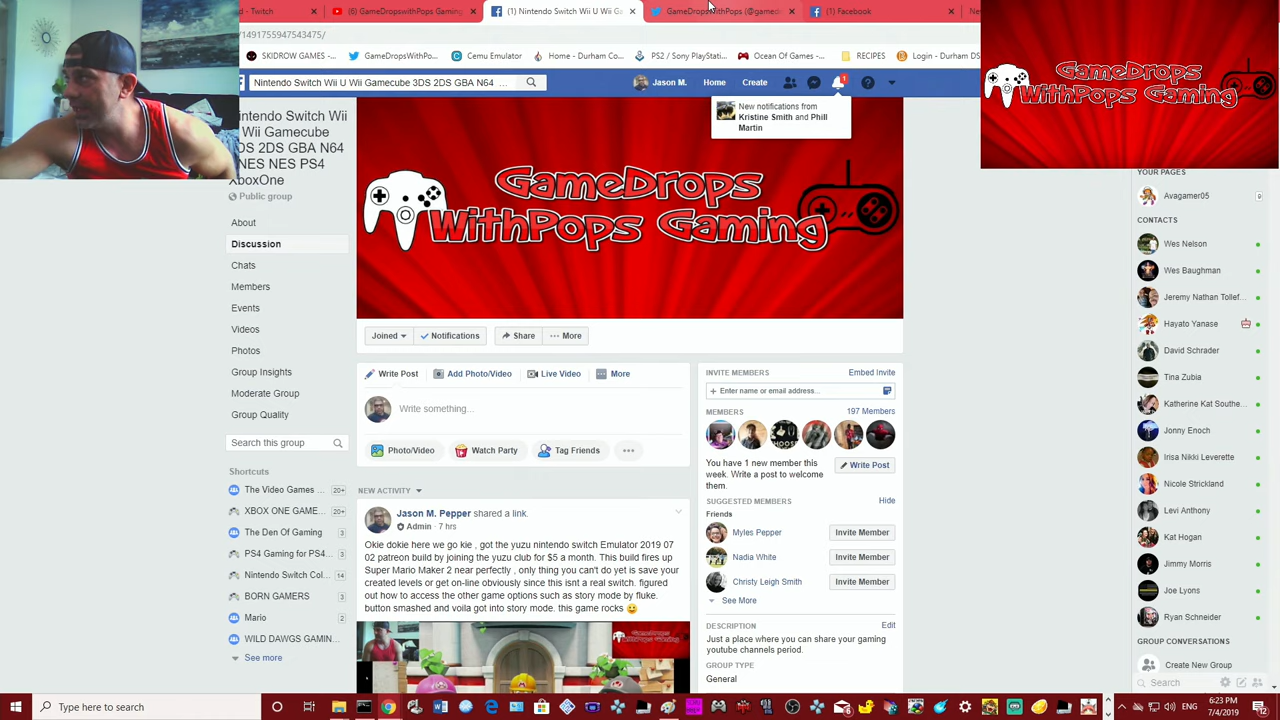 d - Twitch
(6) GameDropswithPops Gaming
(1) Nintendo Switch Wii U Wii Ga
GameDropsWithPops (@gamed
(1) Facebook
/1491755947543475/
SKIDROW GAMES -...
GameDropsWithPo...
Cemu Emulator
Home - Durham Co...
PS2 / Sony PlayStati...
Ocean Of Games -...
RECIPES
Login - Durham DS
Nintendo Switch Wii U Wii Gamecube 3DS 2DS GBA N64 ...
Jason M.
Home
Create
1
New notifications from
Kristine Smith and Phill
Martin
GameDrops
WithPops Gaming
GameDrops
WithPops Gaming
intendo Switch Wii
Wii Gamecube
DS 2DS GBA N64
NES NES PS4
XboxOne
Public group
About
Discussion
Chats
Members
Events
Videos
Photos
Group Insights
Moderate Group
Group Quality
Search this group
Shortcuts
The Video Games ... 20+
XBOX ONE GAME... 20+
The Den Of Gaming 3
PS4 Gaming for PS4... 3
Nintendo Switch Col... 14
BORN GAMERS 3
Mario 2
WILD DAWGS GAMIN...
See more
Joined
Notifications
Share
More
Write Post
Add Photo/Video
Live Video
More
Write something...
Photo/Video
Watch Party
Tag Friends
NEW ACTIVITY
Jason M. Pepper shared a link.
Admin · 7 hrs
Okie dokie here we go kie , got the yuzu nintendo switch Emulator 2019 07
02 patreon build by joining the yuzu club for $5 a month. This build fires up
Super Mario Maker 2 near perfectly , only thing you can't do yet is save your
created levels or get on-line obviously since this isnt a real switch. figured
out how to access the other game options such as story mode by fluke.
button smashed and voila got into story mode. this game rocks
INVITE MEMBERS
Embed Invite
+ Enter name or email address...
MEMBERS
197 Members
You have 1 new member this
week. Write a post to welcome
them.
Write Post
SUGGESTED MEMBERS
Hide
Friends
Myles Pepper
Invite Member
Nadia White
Invite Member
Christy Leigh Smith
Invite Member
See More
DESCRIPTION
Edit
Just a place where you can share your gaming
youtube channels period.
GROUP TYPE
General
YOUR PAGES
Avagamer05 9
CONTACTS
Wes Nelson
Wes Baughman
Jeremy Nathan Tollef...
Hayato Yanase
David Schrader
Tina Zubia
Katherine Kat Southe...
Jonny Enoch
Irisa Nikki Leverette
Nicole Strickland
Levi Anthony
Kat Hogan
Jimmy Morris
Joe Lyons
Ryan Schneider
GROUP CONVERSATIONS
Create New Group
Search
Type here to search
6:23 PM
7/4/2019